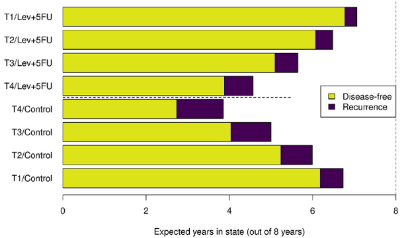 T1/Lev+5FU
T2/Lev+5FU
T3/Lev+5FU
T4/Lev+5FU
T4/Control
T3/Control
T2/Control
T1/Control
Disease-free
Recurrence
0 2 4 6 8
Expected years in state (out of 8 years)